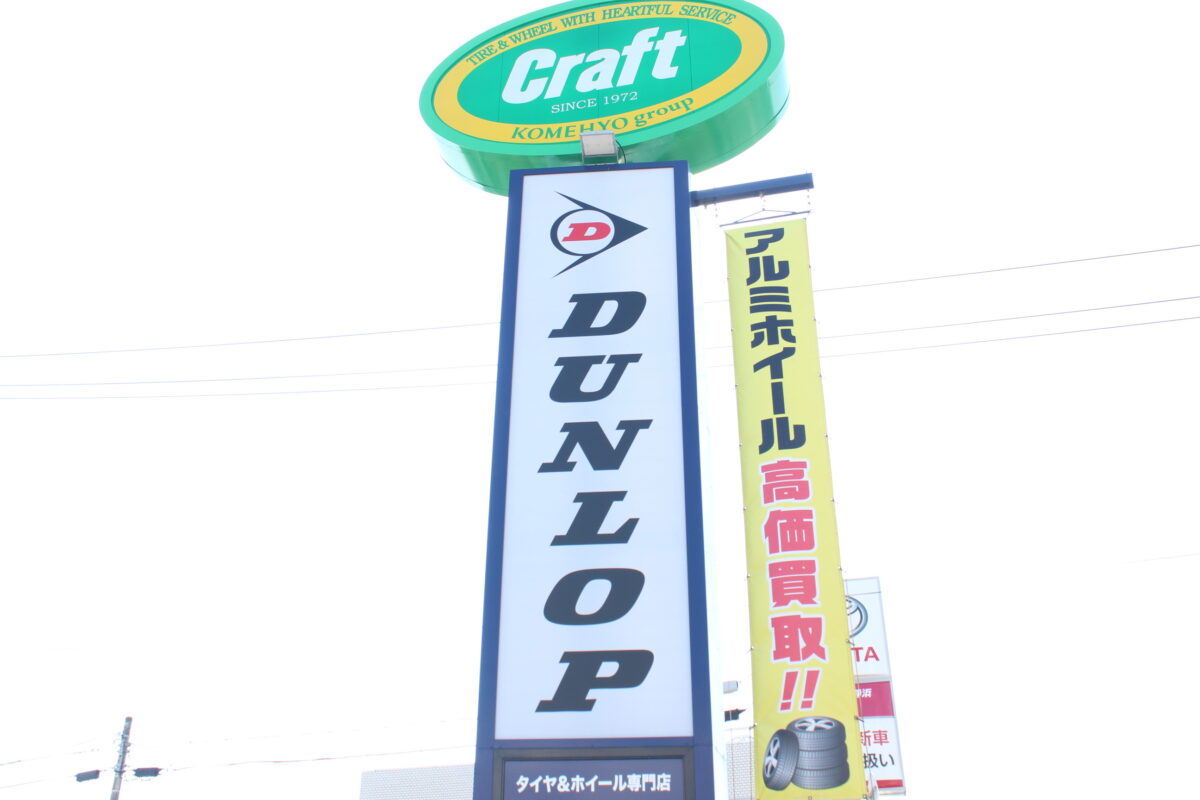 TIRE & WHEEL WITH HEARTFUL SERVICE
Craft
SINCE 1972
KOMEHYO group
D
DUNLOP
タイヤ&ホイール専門店
アルミホイール高価買取!!
TA
新車
扱い